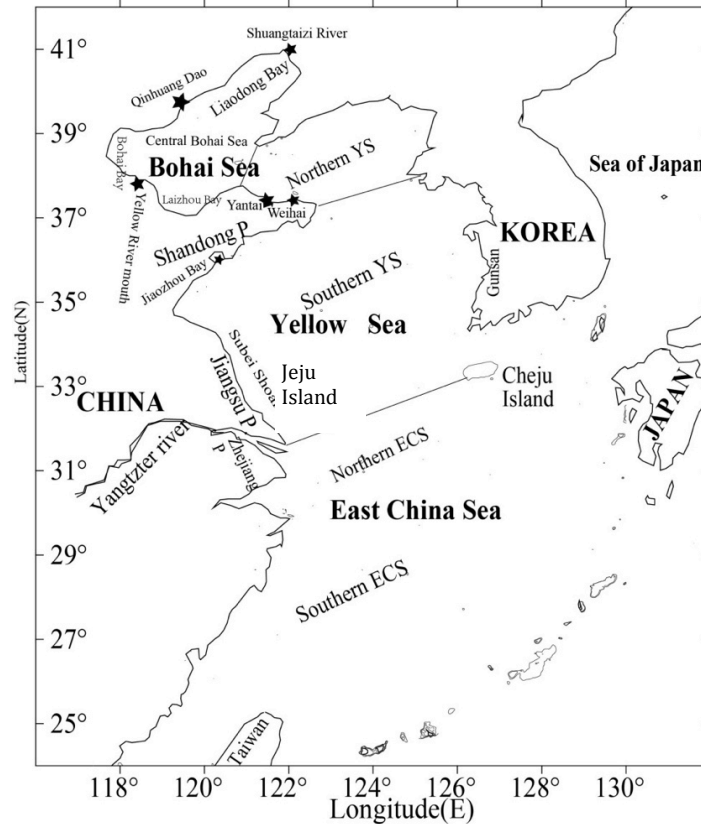 Shuangtaizi River
41°
Qinhuang Dao
Liaodong Bay
39°
Bohai Bay
Central Bohai Sea
Bohai Sea
Northern YS
Sea of Japan
Laizhou Bay
Yantai
Weihai
37°
Yellow River mouth
Shandong P
KOREA
Jiaozhou Bay
Southern YS
Gunsan
35°
Latitude(N)
Yellow Sea
Subei Shoa
Jiangsu P
Jeju
Island
Cheju
Island
33°
CHINA
JAPAN
Yangtzter river
Zhejiang
P
Northern ECS
31°
East China Sea
29°
Southern ECS
27°
25°
Taiwan
118°
120°
122°
124°
126°
128°
130°
Longitude(E)